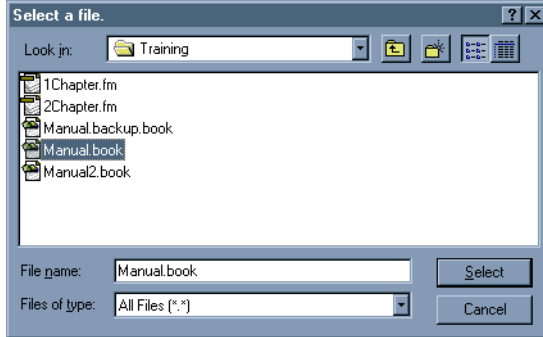 Select a file.
Look in: Training
1Chapter.fm
2Chapter.fm
Manual.backup.book
Manual.book
Manual2.book
File name: Manual.book Select
Files of type: All Files (*.*) Cancel